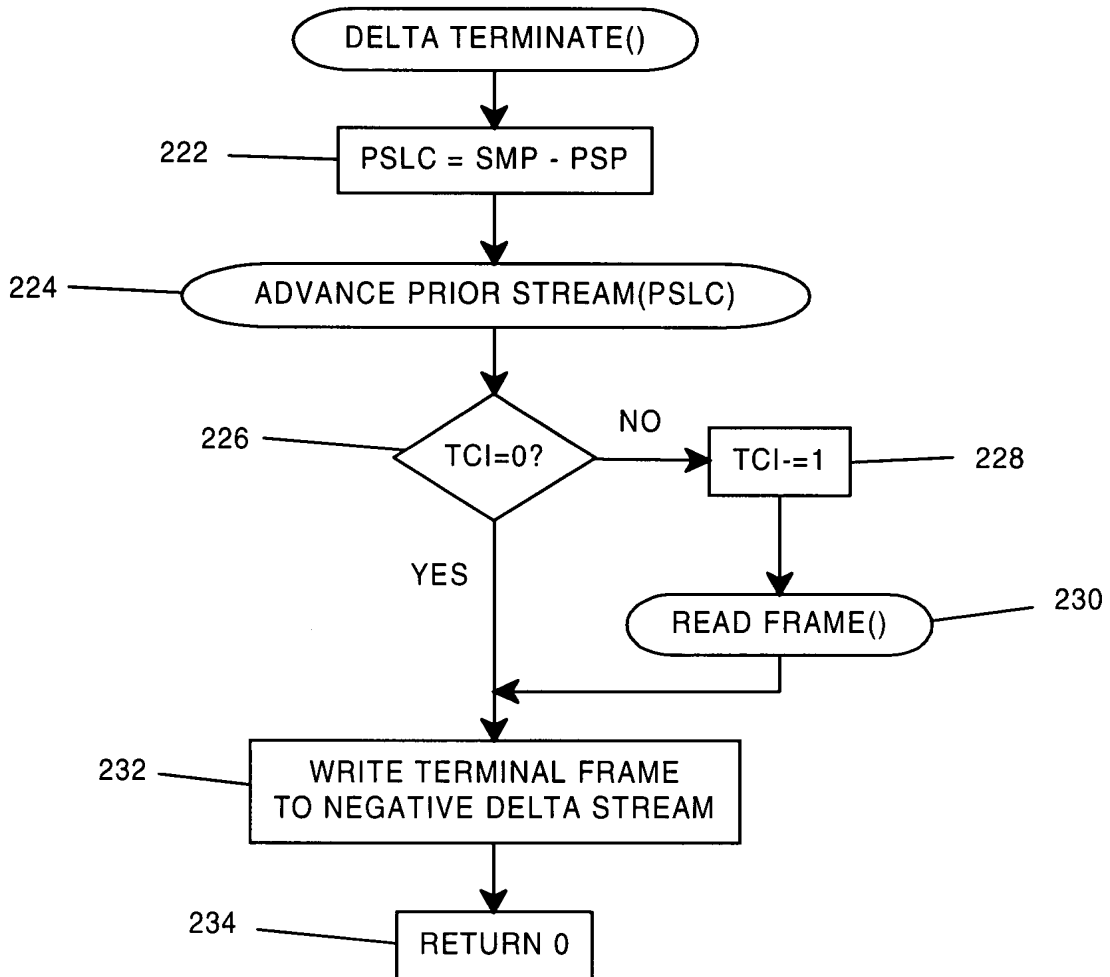 DELTA TERMINATE()
222
PSLC = SMP - PSP
224
ADVANCE PRIOR STREAM(PSLC)
226
TCI=0?
NO
TCI-=1
228
YES
READ FRAME()
230
232
WRITE TERMINAL FRAME
TO NEGATIVE DELTA STREAM
234
RETURN 0